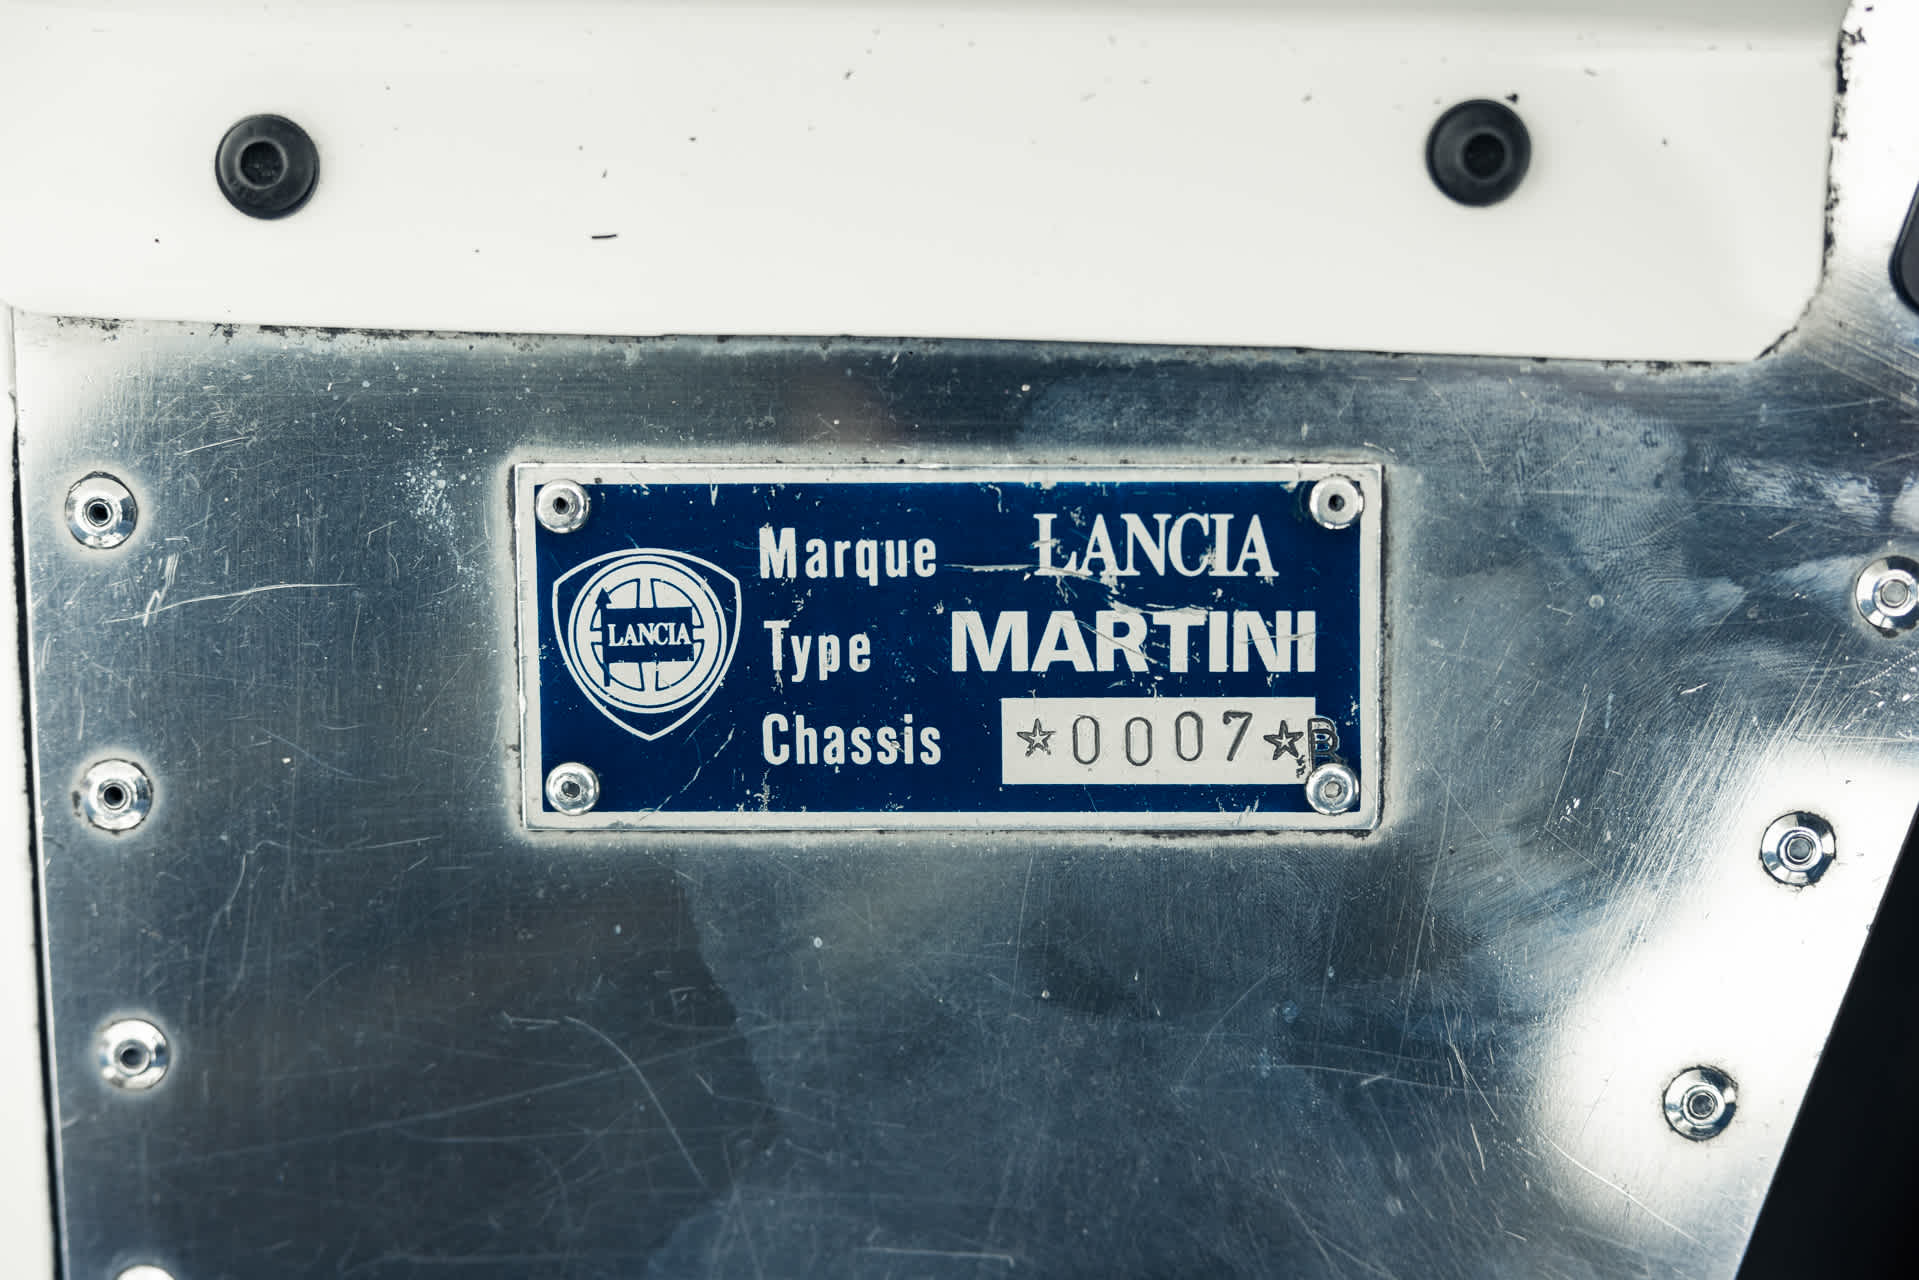 LANCIA
Marque LANCIA
Type MARTINI
Chassis ☆0007☆B